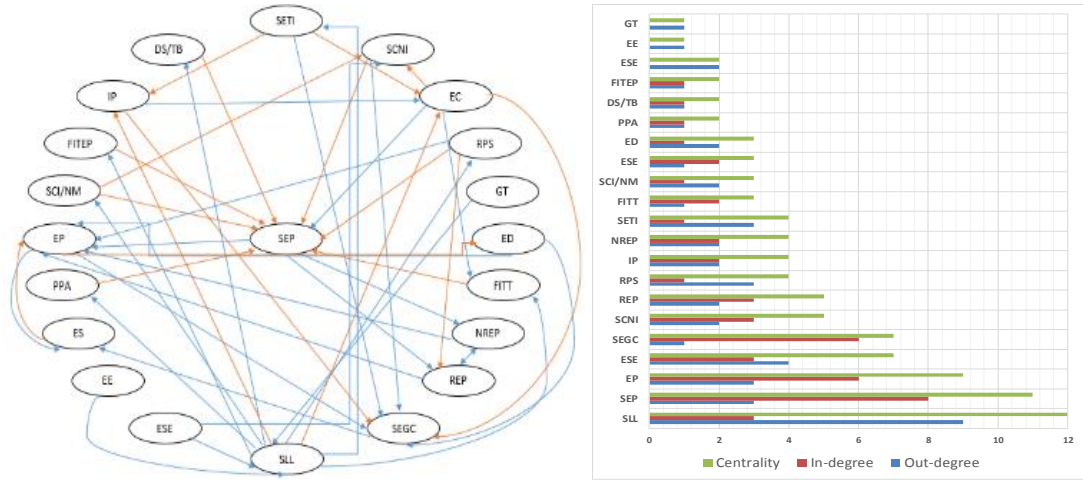 SETI
DS/TB
SCNI
IP
EC
FITEP
RPS
SCI/NM
GT
EP
SEP
ED
PPA
FITT
ES
NREP
EE
REP
ESE
SEGC
SLL
GT
EE
ESE
FITEP
DS/TB
PPA
ED
ESE
SCI/NM
FITT
SETI
NREP
IP
RPS
REP
SCNI
SEGC
ESE
EP
SEP
SLL
0 2 4 6 8 10 12
Centrality In-degree Out-degree